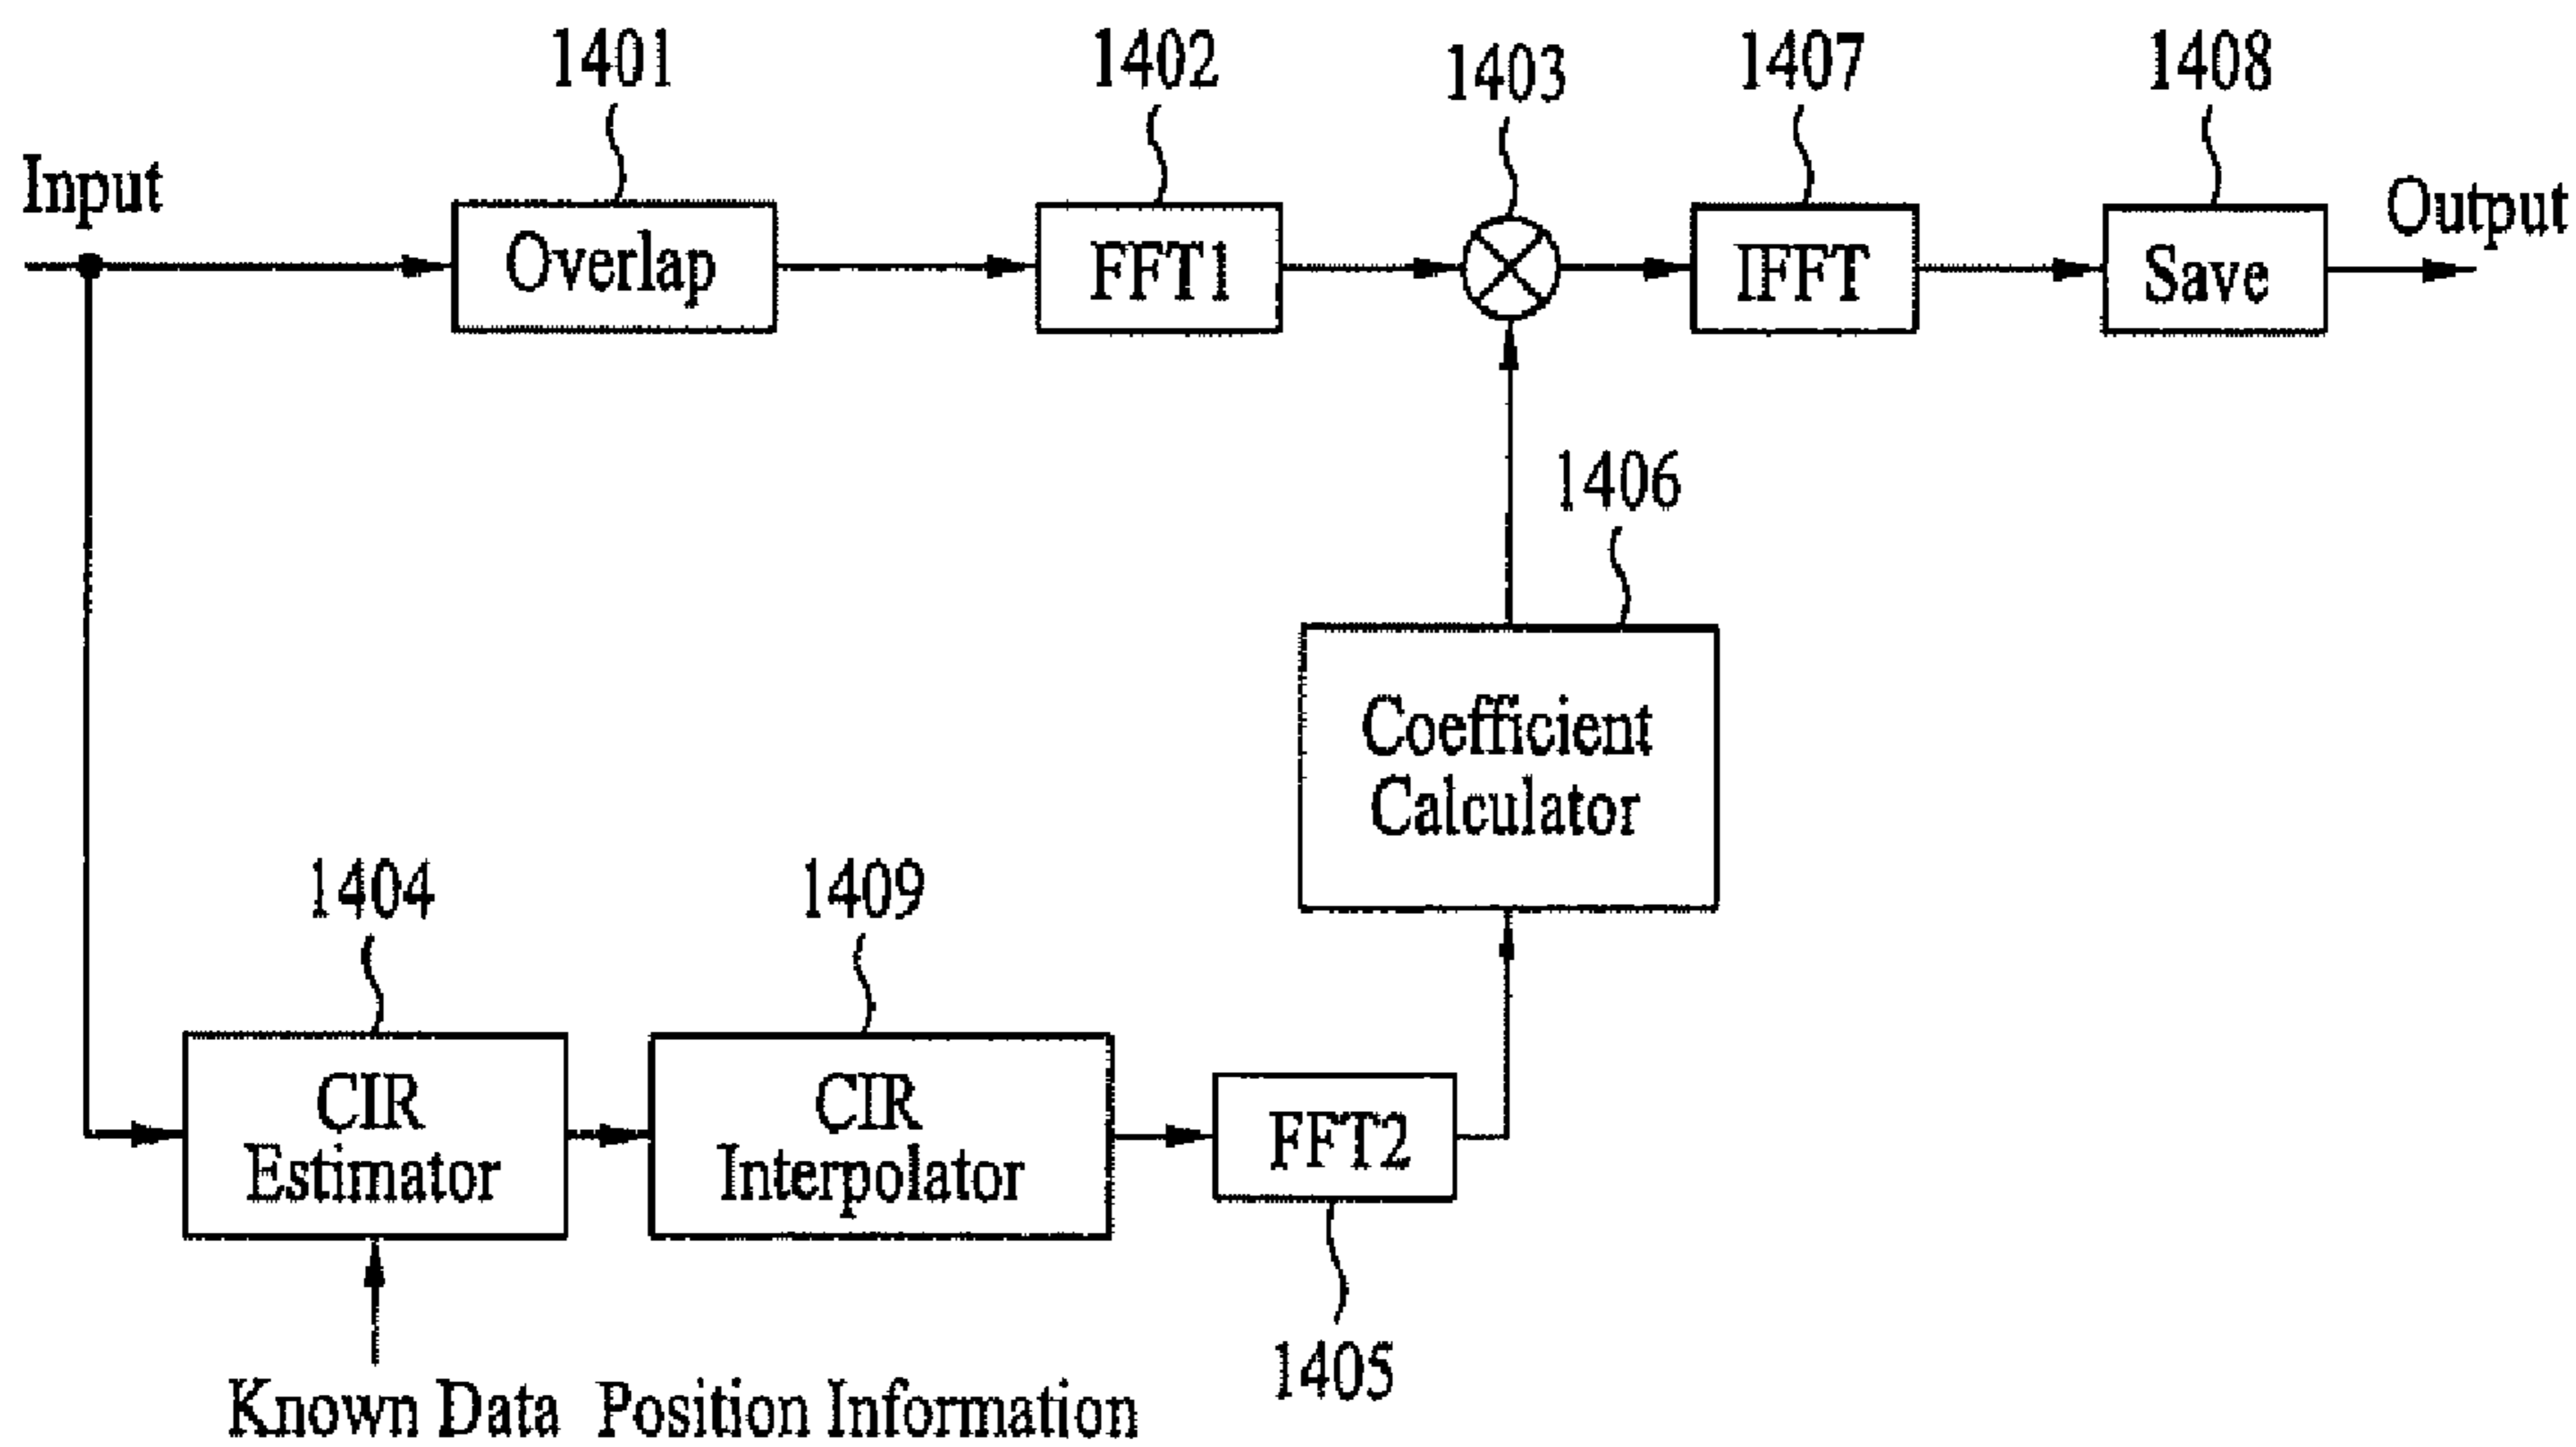 1401
1402
1403
1407
1408
Input
Output
Overlap
FFT1
IFFT
Save
1406
Coefficient
Calculator
1404
1409
CIR
Estimator
CIR
Interpolator
FFT2
1405
Known Data Position Information